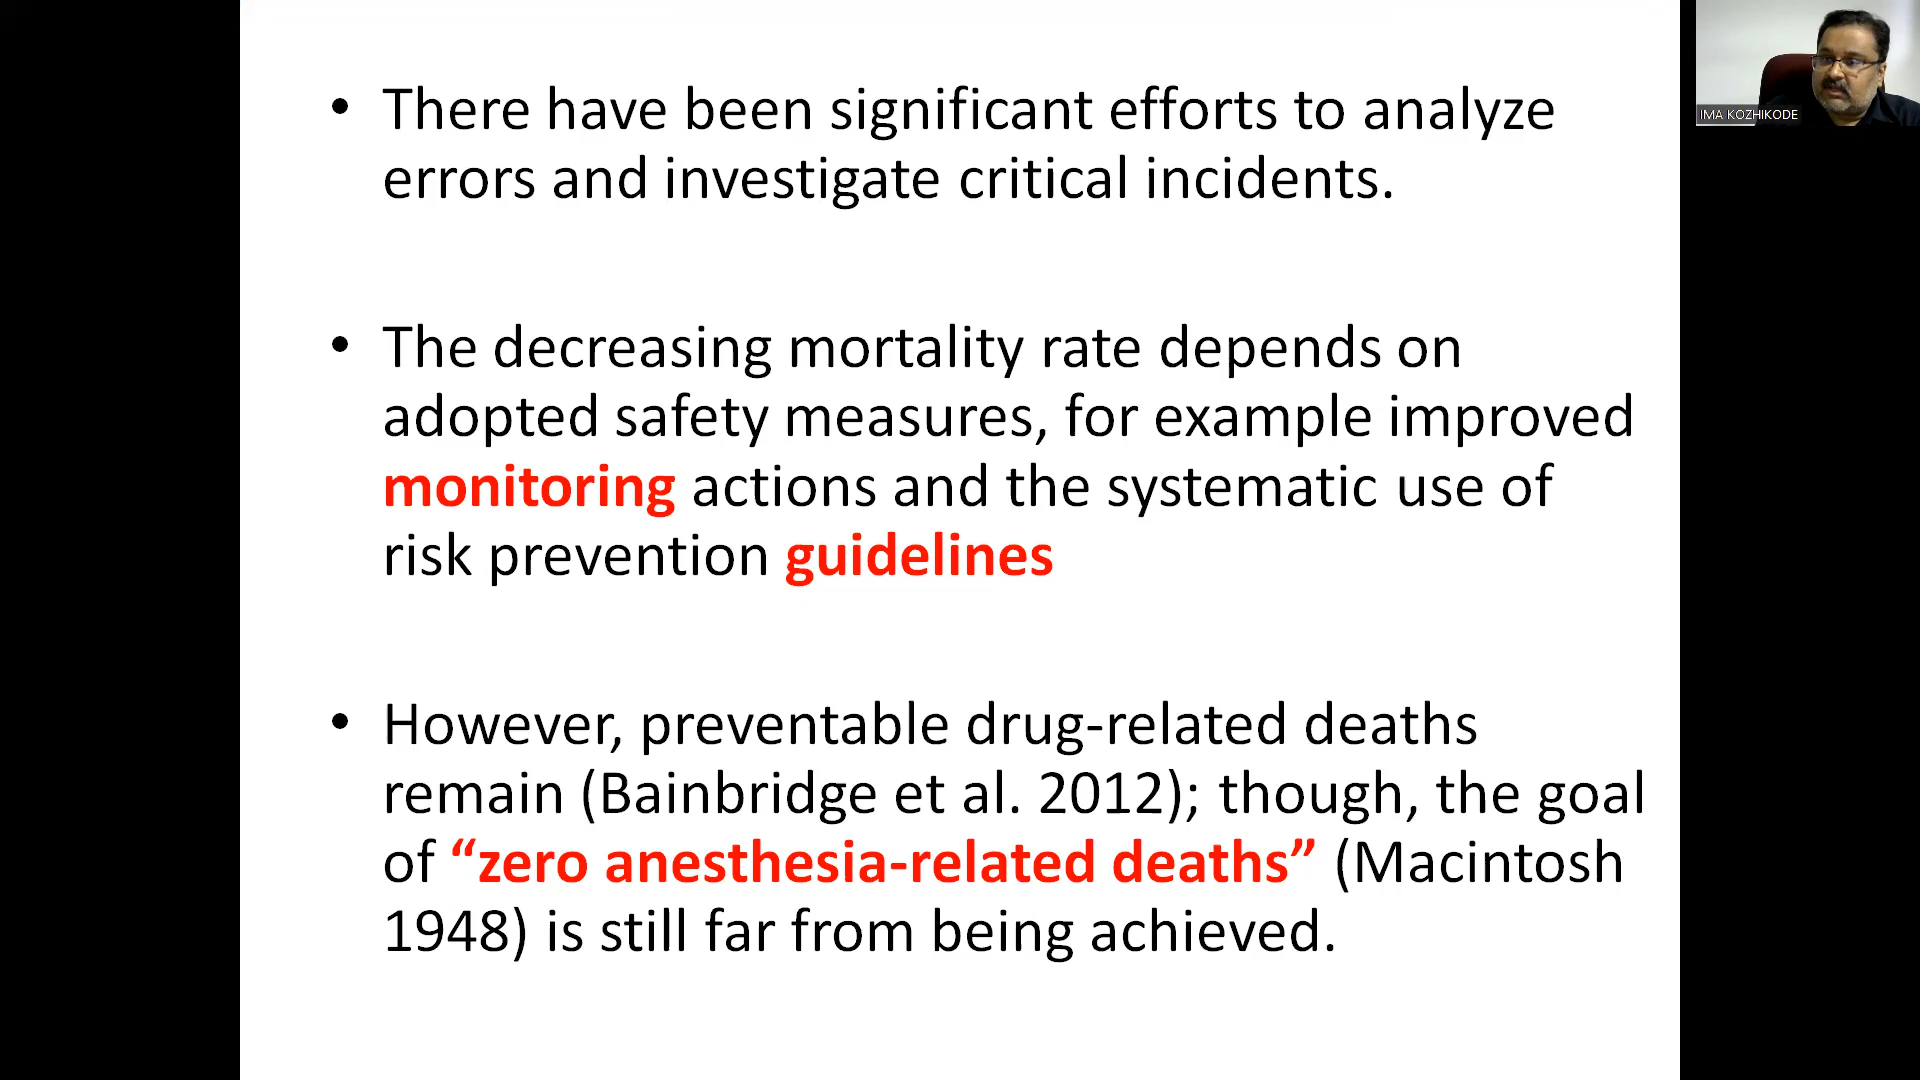 • There have been significant efforts to analyze
errors and investigate critical incidents.
• The decreasing mortality rate depends on
adopted safety measures, for example improved
monitoring actions and the systematic use of
risk prevention guidelines
• However, preventable drug-related deaths
remain (Bainbridge et al. 2012); though, the goal
of “zero anesthesia-related deaths” (Macintosh
1948) is still far from being achieved.
IMA KOZHIKODE